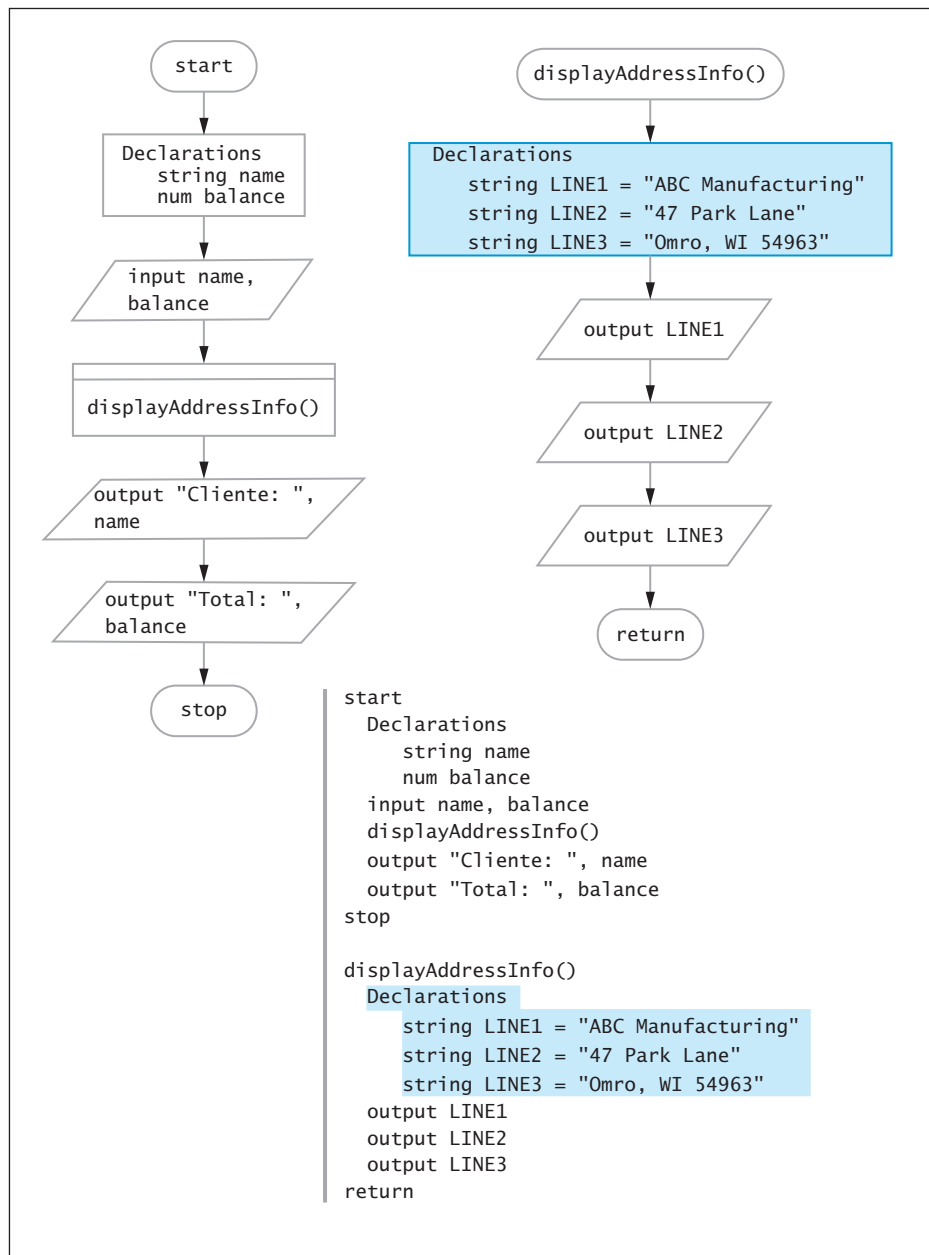 start
Declarations
string name
num balance
input name,
balance
displayAddressInfo()
output "Cliente: ",
name
output "Total: ",
balance
stop
displayAddressInfo()
Declarations
string LINE1 = "ABC Manufacturing"
string LINE2 = "47 Park Lane"
string LINE3 = "Omro, WI 54963"
output LINE1
output LINE2
output LINE3
return
start
Declarations
string name
num balance
input name, balance
displayAddressInfo()
output "Cliente: ", name
output "Total: ", balance
stop
displayAddressInfo()
Declarations
string LINE1 = "ABC Manufacturing"
string LINE2 = "47 Park Lane"
string LINE3 = "Omro, WI 54963"
output LINE1
output LINE2
output LINE3
return